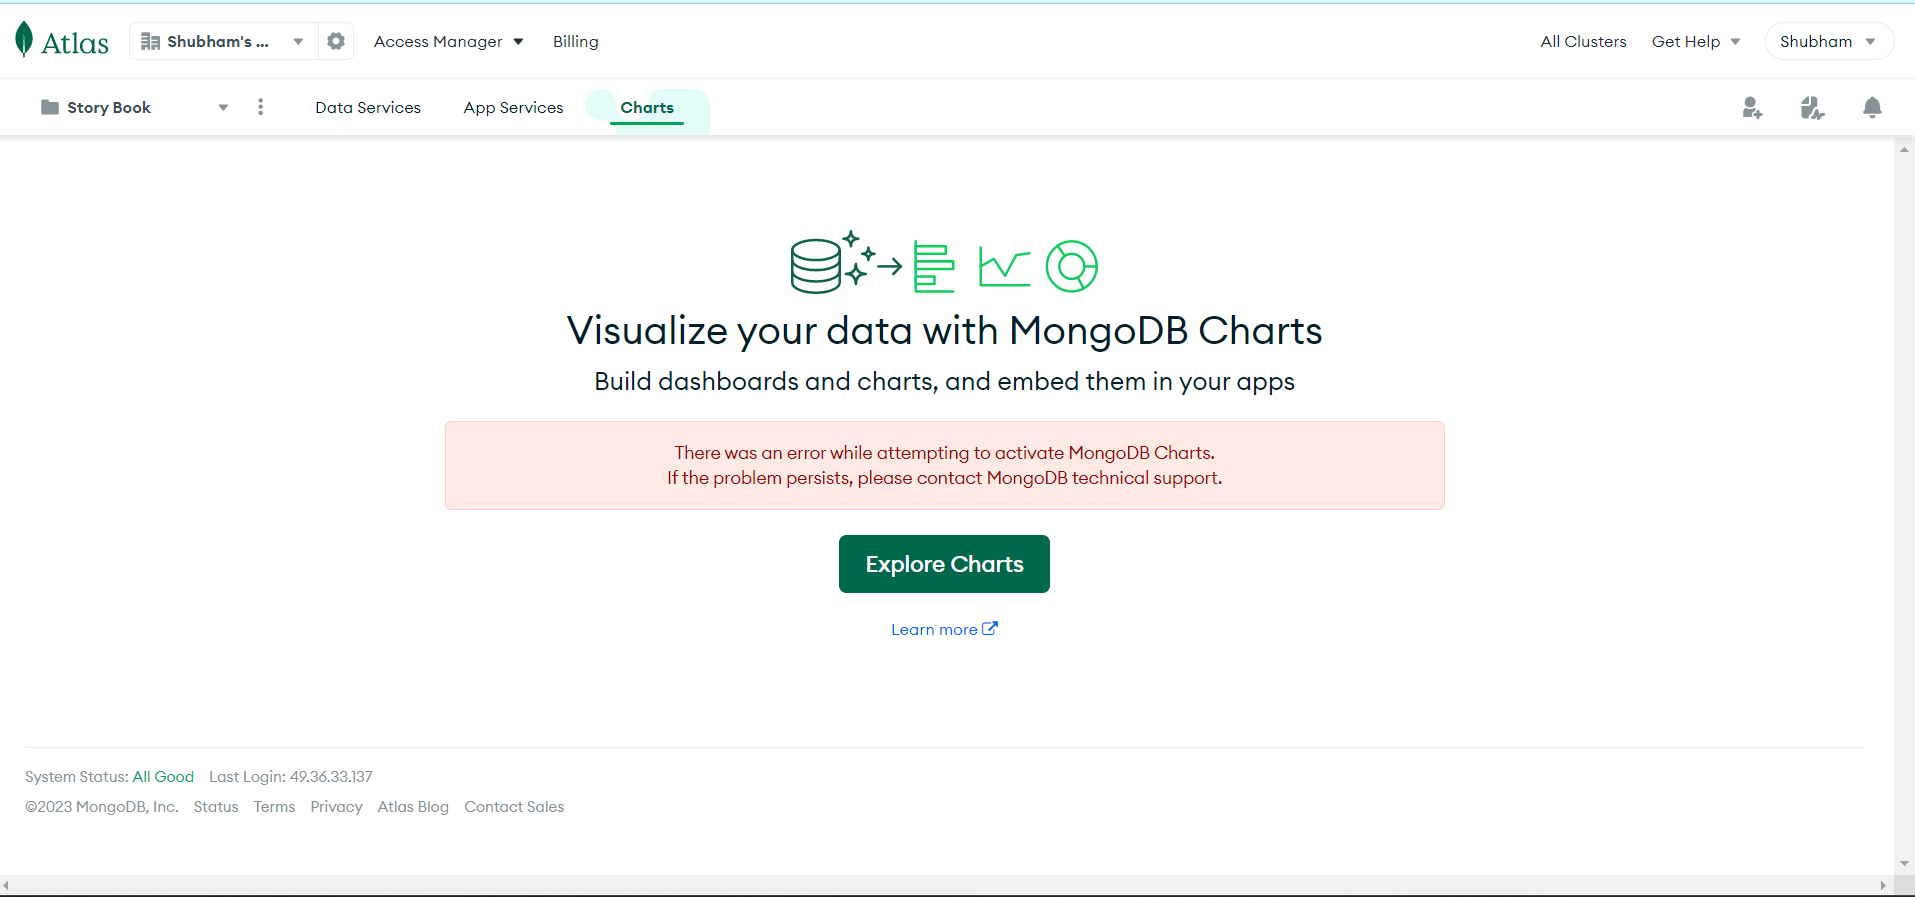 Atlas
Shubham's ...
Access Manager
Billing
All Clusters
Get Help
Shubham
Story Book
Data Services
App Services
Charts
Visualize your data with MongoDB Charts
Build dashboards and charts, and embed them in your apps
There was an error while attempting to activate MongoDB Charts.
If the problem persists, please contact MongoDB technical support.
Explore Charts
Learn more
System Status: All Good Last Login: 49.36.33.137
©2023 MongoDB, Inc. Status Terms Privacy Atlas Blog Contact Sales